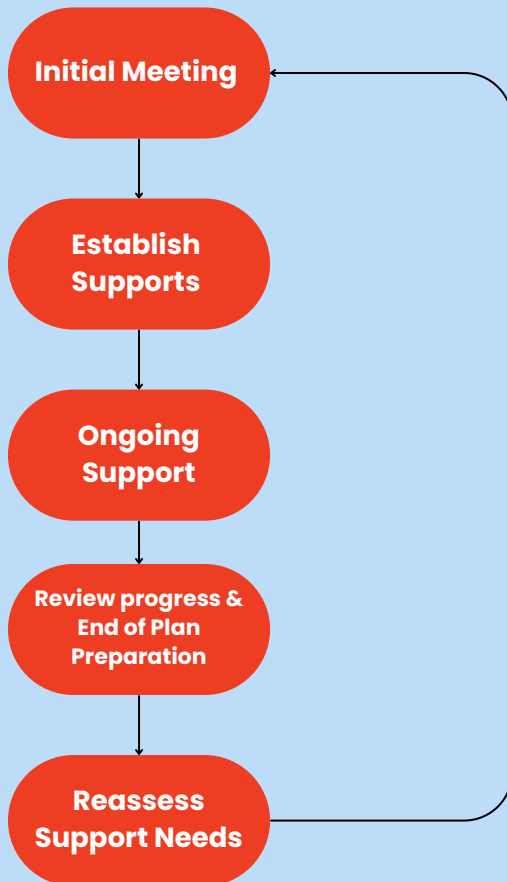 Initial Meeting
Establish
Supports
Ongoing
Support
Review progress &
End of Plan
Preparation
Reassess
Support Needs